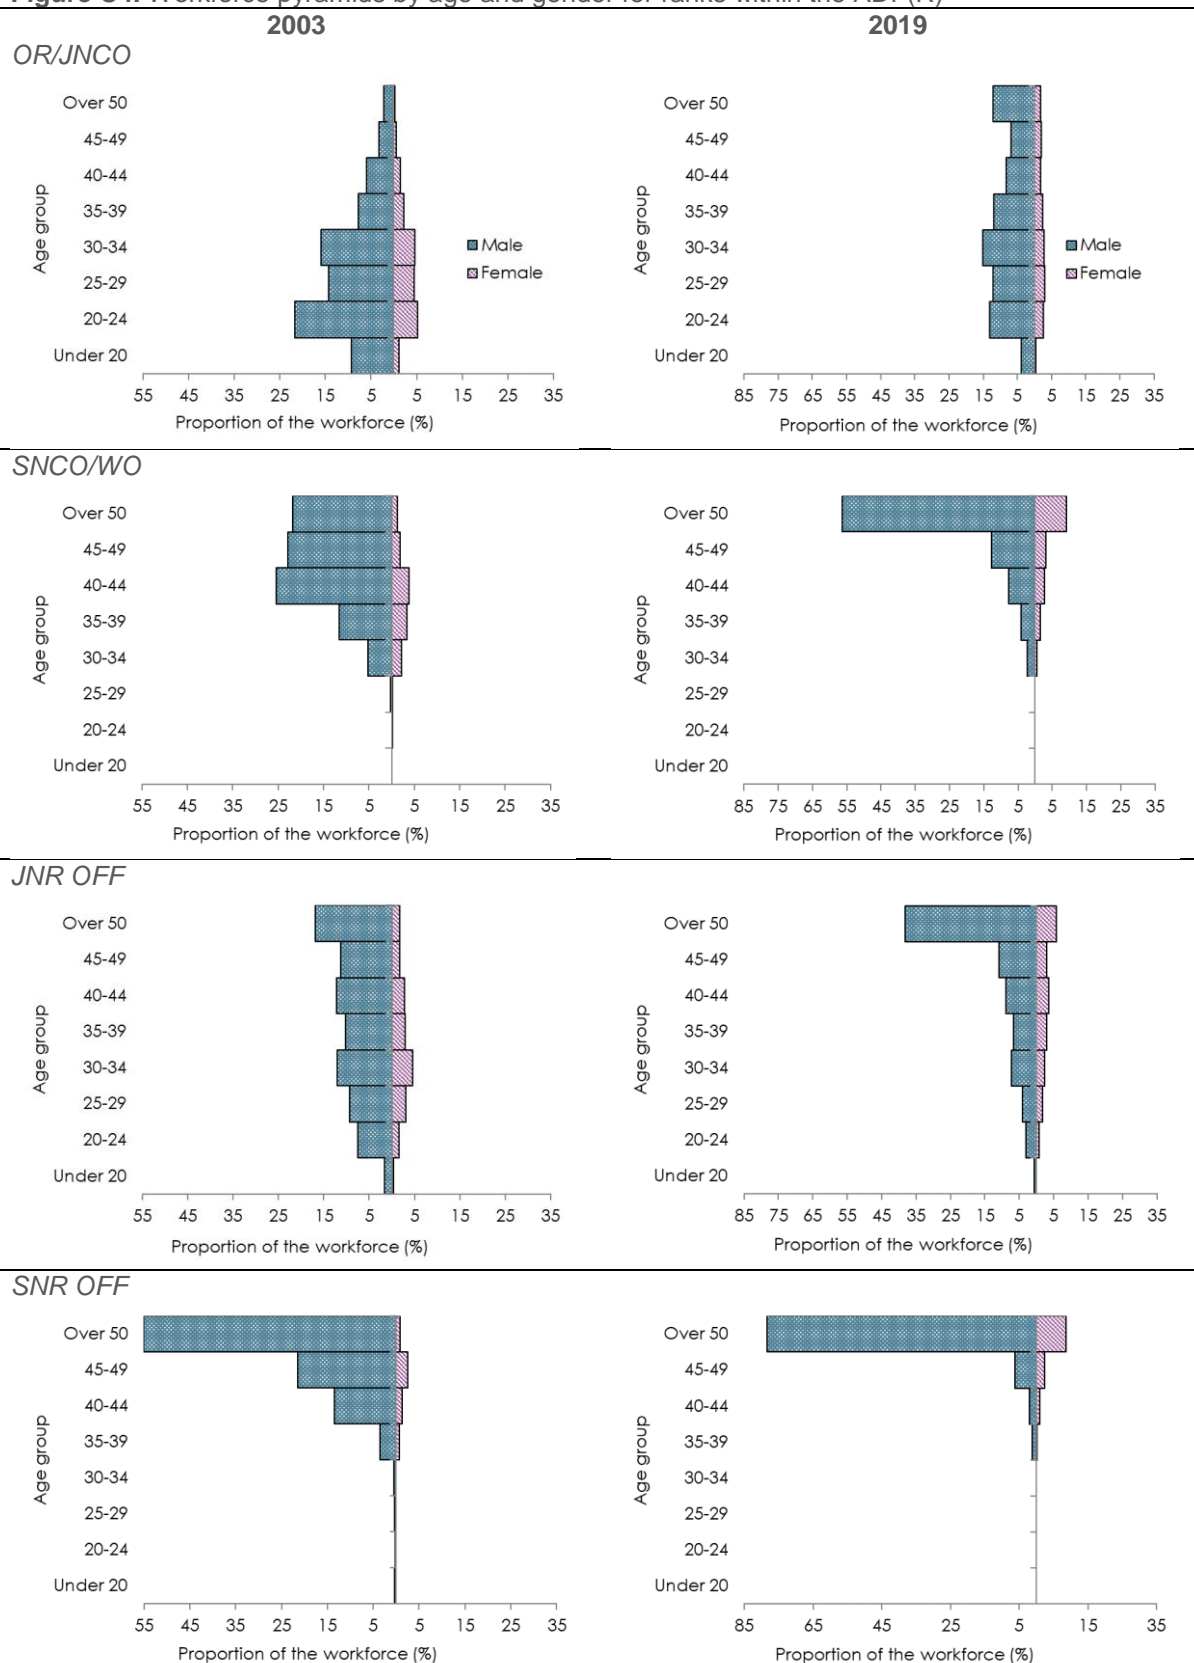 2003 2019
OR/JNCO
Over 50
45-49
40-44
35-39
30-34
25-29
20-24
Under 20
Age group
Male
Female
55 45 35 25 15 5 5 15 25 35
Proportion of the workforce (%)
Over 50
45-49
40-44
35-39
30-34
25-29
20-24
Under 20
Age group
Male
Female
85 75 65 55 45 35 25 15 5 5 15 25 35
Proportion of the workforce (%)
SNCO/WO
Over 50
45-49
40-44
35-39
30-34
25-29
20-24
Under 20
Age group
55 45 35 25 15 5 5 15 25 35
Proportion of the workforce (%)
Over 50
45-49
40-44
35-39
30-34
25-29
20-24
Under 20
Age group
85 75 65 55 45 35 25 15 5 5 15 25 35
Proportion of the workforce (%)
JNR OFF
Over 50
45-49
40-44
35-39
30-34
25-29
20-24
Under 20
Age group
55 45 35 25 15 5 5 15 25 35
Proportion of the workforce (%)
Over 50
45-49
40-44
35-39
30-34
25-29
20-24
Under 20
Age group
85 75 65 55 45 35 25 15 5 5 15 25 35
Proportion of the workforce (%)
SNR OFF
Over 50
45-49
40-44
35-39
30-34
25-29
20-24
Under 20
Age group
55 45 35 25 15 5 5 15 25 35
Proportion of the workforce (%)
Over 50
45-49
40-44
35-39
30-34
25-29
20-24
Under 20
Age group
85 65 45 25 5 15 35
Proportion of the workforce (%)